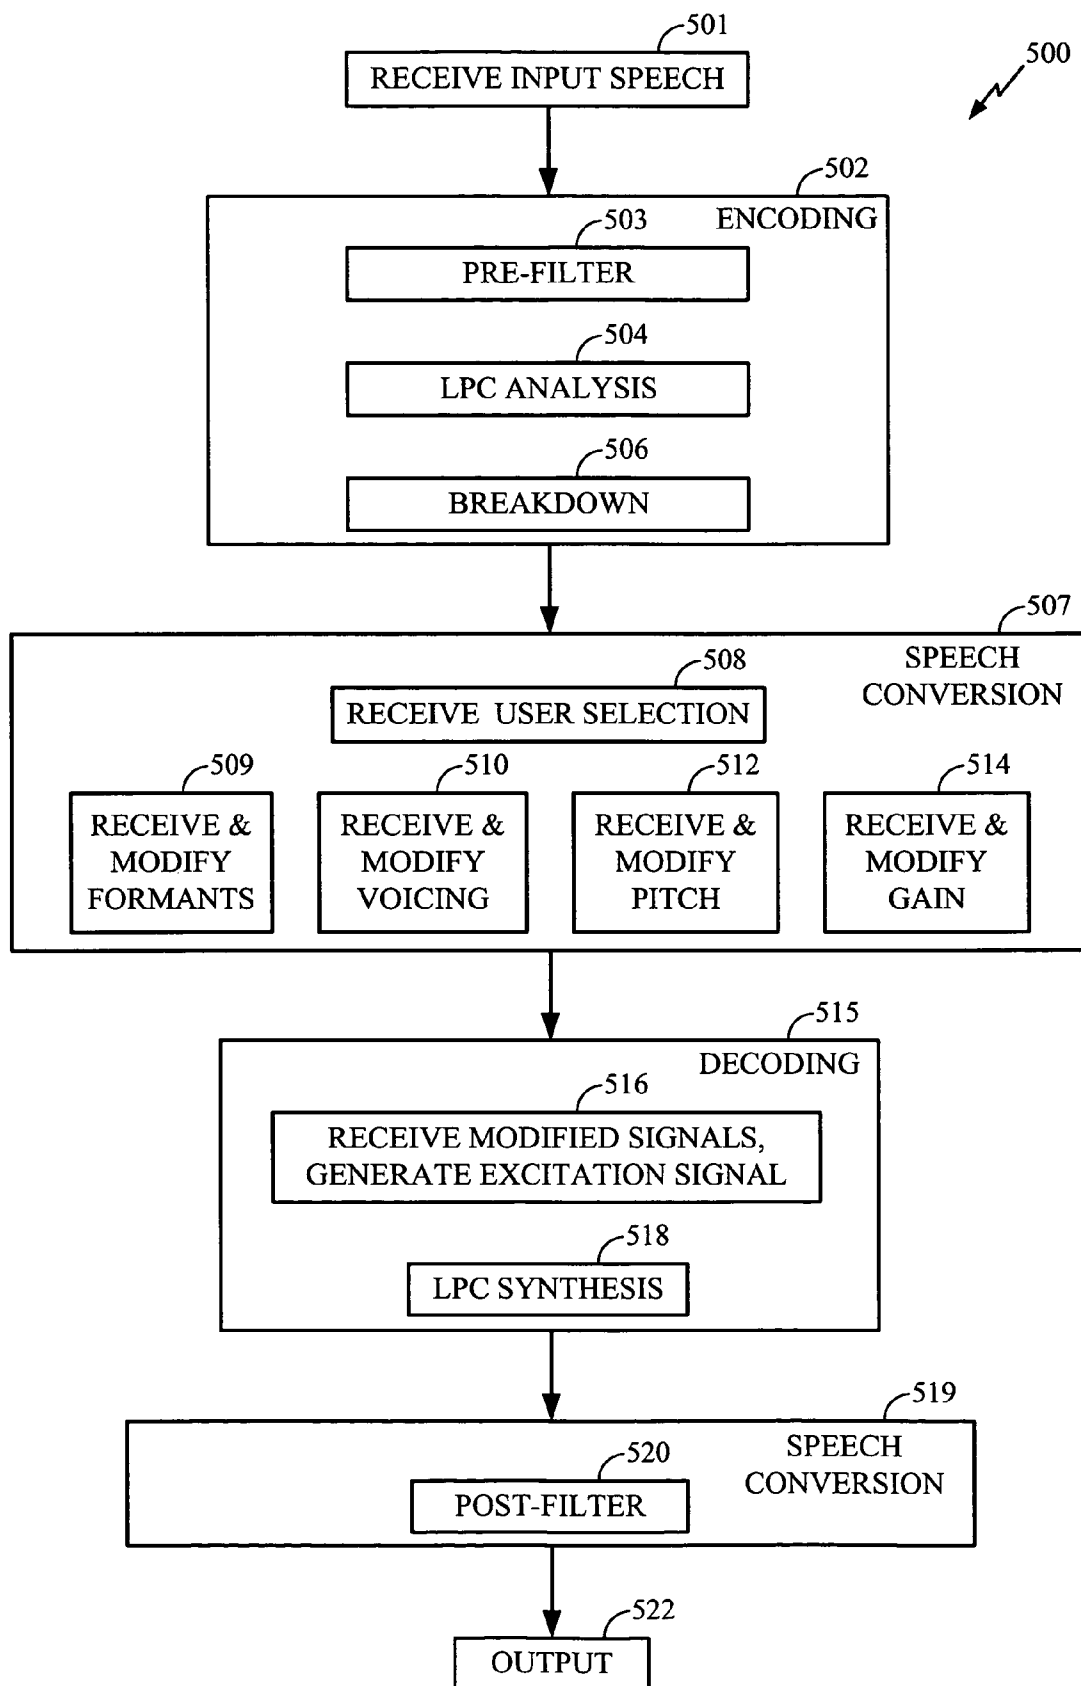 501
RECEIVE INPUT SPEECH
500
502
ENCODING
503
PRE-FILTER
504
LPC ANALYSIS
506
BREAKDOWN
507
SPEECH
CONVERSION
508
RECEIVE USER SELECTION
509
RECEIVE &
MODIFY
FORMANTS
510
RECEIVE &
MODIFY
VOICING
512
RECEIVE &
MODIFY
PITCH
514
RECEIVE &
MODIFY
GAIN
515
DECODING
516
RECEIVE MODIFIED SIGNALS,
GENERATE EXCITATION SIGNAL
518
LPC SYNTHESIS
519
SPEECH
CONVERSION
520
POST-FILTER
522
OUTPUT